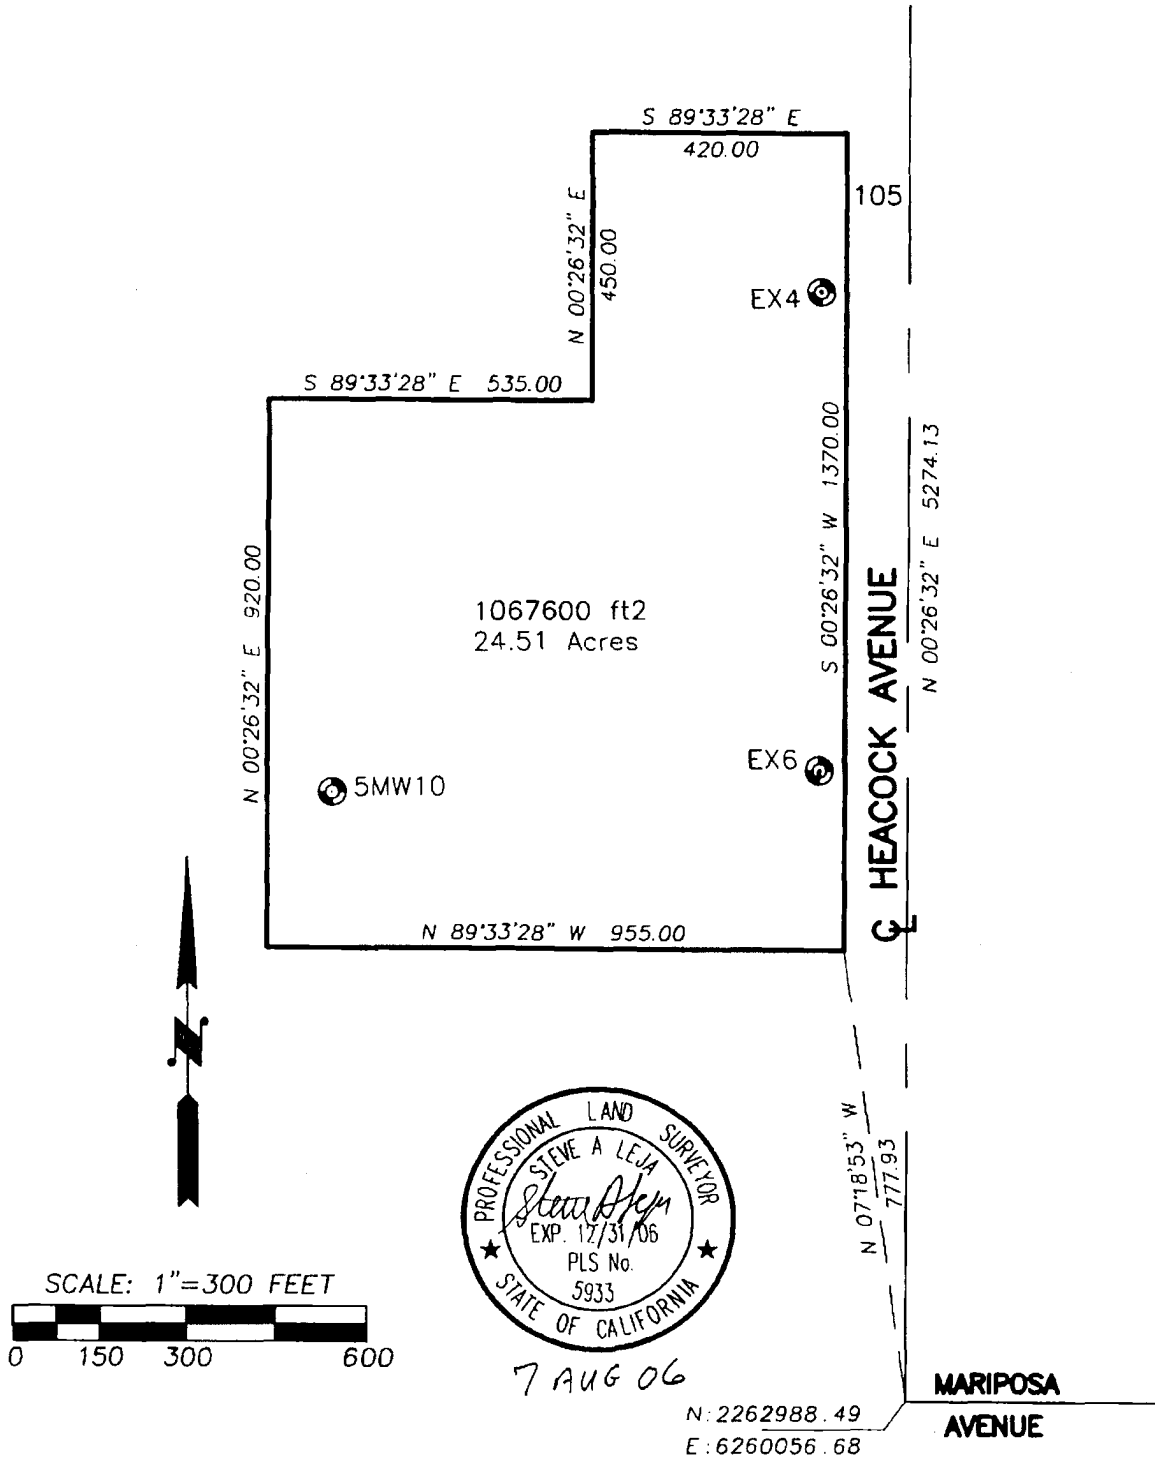 S 89°33'28" E
420.00
105
N 00°26'32" E
450.00
EX4
S 89°33'28" E 535.00
S 00°26'32" W 1370.00
N 00°26'32" E 5274.13
HEACOCK AVENUE
N 00°26'32" E 920.00
1067600 ft2
24.51 Acres
EX6
5MW10
CL
N 89°33'28" W 955.00
N
N 07°18'53" W
777.93
PROFESSIONAL LAND SURVEYOR
STEVE A LEJA
Steve A Leja
EXP. 12/31/06
PLS No.
5933
STATE OF CALIFORNIA
7 AUG 06
SCALE: 1"=300 FEET
0 150 300 600
MARIPOSA
AVENUE
N:2262988.49
E:6260056.68